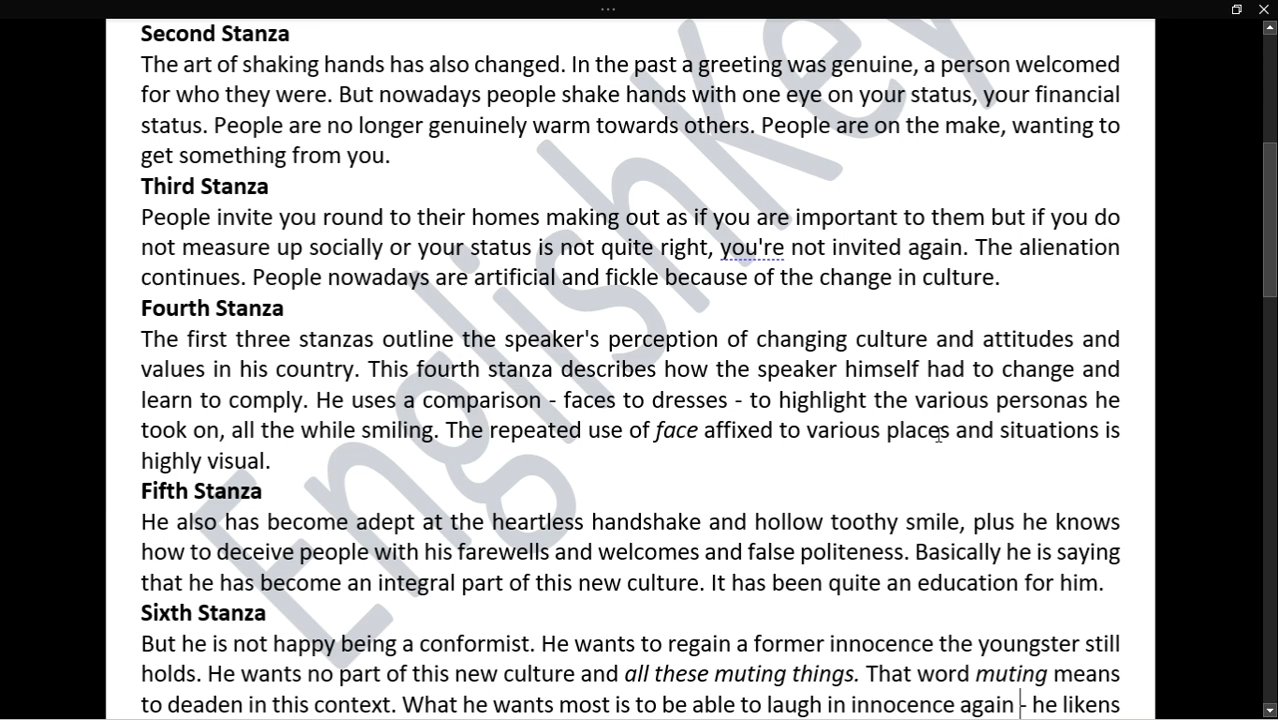 Second Stanza
The art of shaking hands has also changed. In the past a greeting was genuine, a person welcomed
for who they were. But nowadays people shake hands with one eye on your status, your financial
status. People are no longer genuinely warm towards others. People are on the make, wanting to
get something from you.
Third Stanza
People invite you round to their homes making out as if you are important to them but if you do
not measure up socially or your status is not quite right, you're not invited again. The alienation
continues. People nowadays are artificial and fickle because of the change in culture.
Fourth Stanza
The first three stanzas outline the speaker's perception of changing culture and attitudes and
values in his country. This fourth stanza describes how the speaker himself had to change and
learn to comply. He uses a comparison - faces to dresses - to highlight the various personas he
took on, all the while smiling. The repeated use of face affixed to various places and situations is
highly visual.
Fifth Stanza
He also has become adept at the heartless handshake and hollow toothy smile, plus he knows
how to deceive people with his farewells and welcomes and false politeness. Basically he is saying
that he has become an integral part of this new culture. It has been quite an education for him.
Sixth Stanza
But he is not happy being a conformist. He wants to regain a former innocence the youngster still
holds. He wants no part of this new culture and all these muting things. That word muting means
to deaden in this context. What he wants most is to be able to laugh in innocence again - he likens
EnglishKey